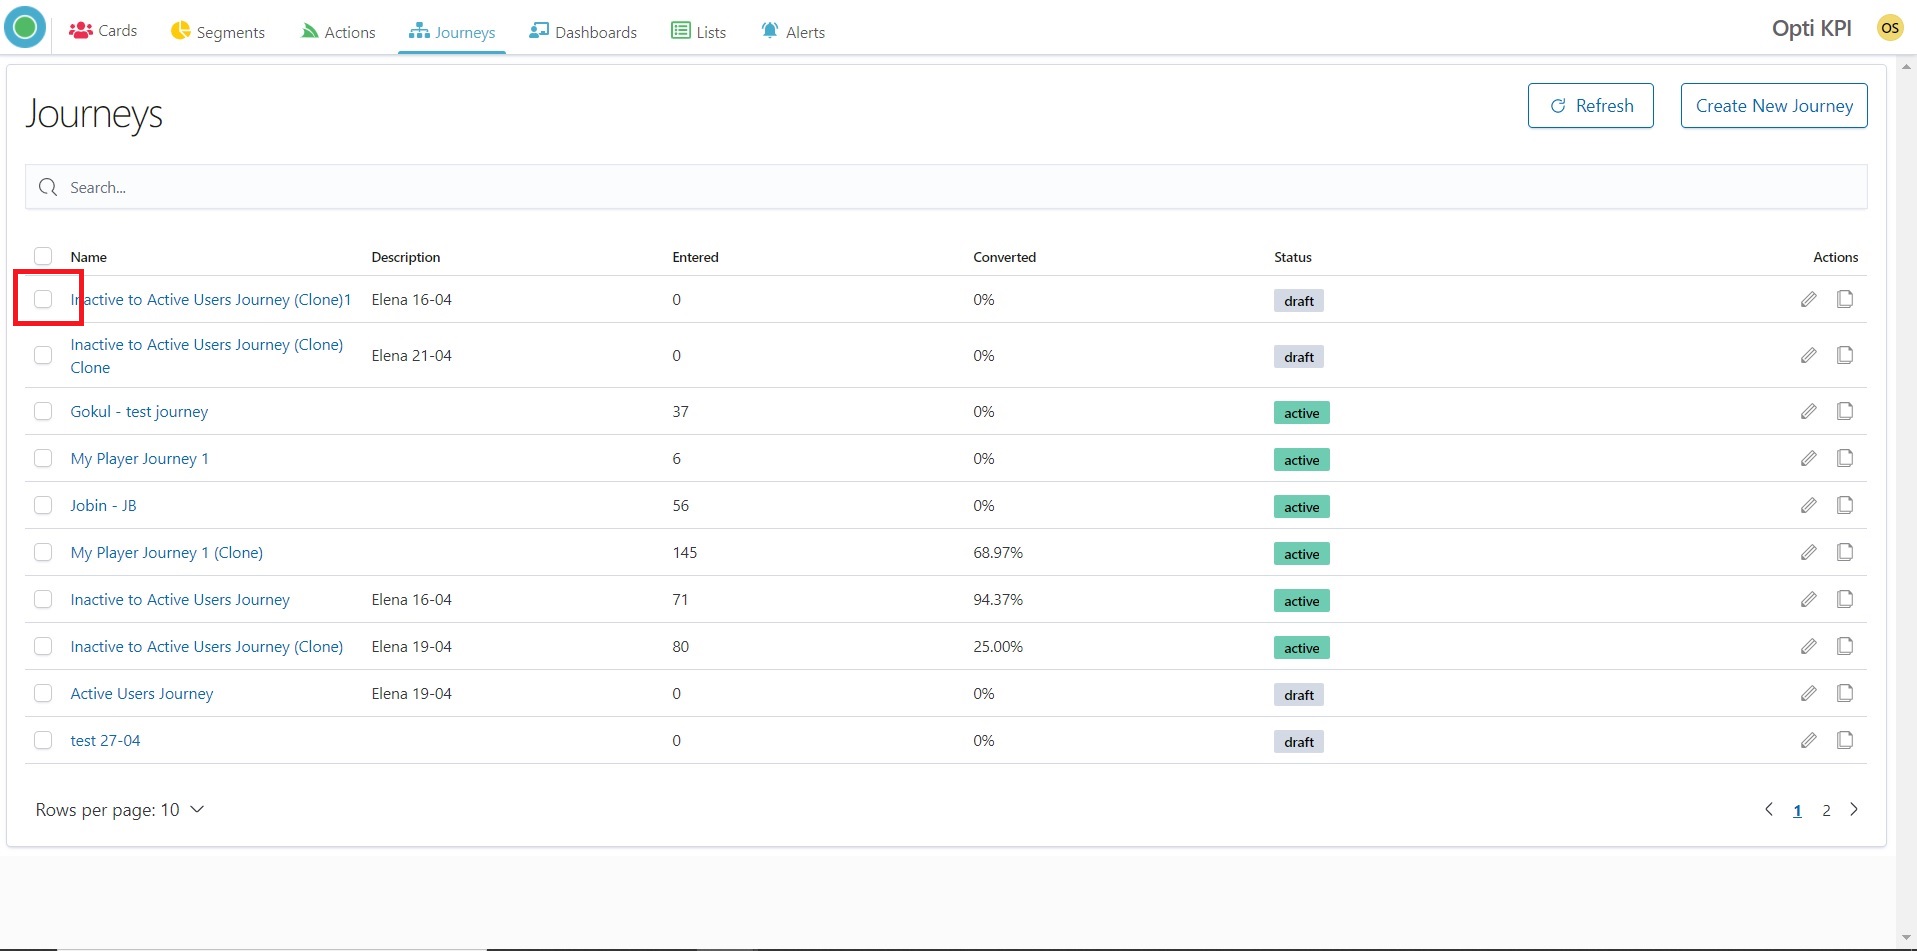 Cards Segments Actions Journeys Dashboards Lists Alerts Opti KPI OS
Journeys Refresh Create New Journey
Search...
Name Description Entered Converted Status Actions
Inactive to Active Users Journey (Clone)1 Elena 16-04 0 0% draft
Inactive to Active Users Journey (Clone)
Clone Elena 21-04 0 0% draft
Gokul - test journey 37 0% active
My Player Journey 1 6 0% active
Jobin - JB 56 0% active
My Player Journey 1 (Clone) 145 68.97% active
Inactive to Active Users Journey Elena 16-04 71 94.37% active
Inactive to Active Users Journey (Clone) Elena 19-04 80 25.00% active
Active Users Journey Elena 19-04 0 0% draft
test 27-04 0 0% draft
Rows per page: 10 1 2